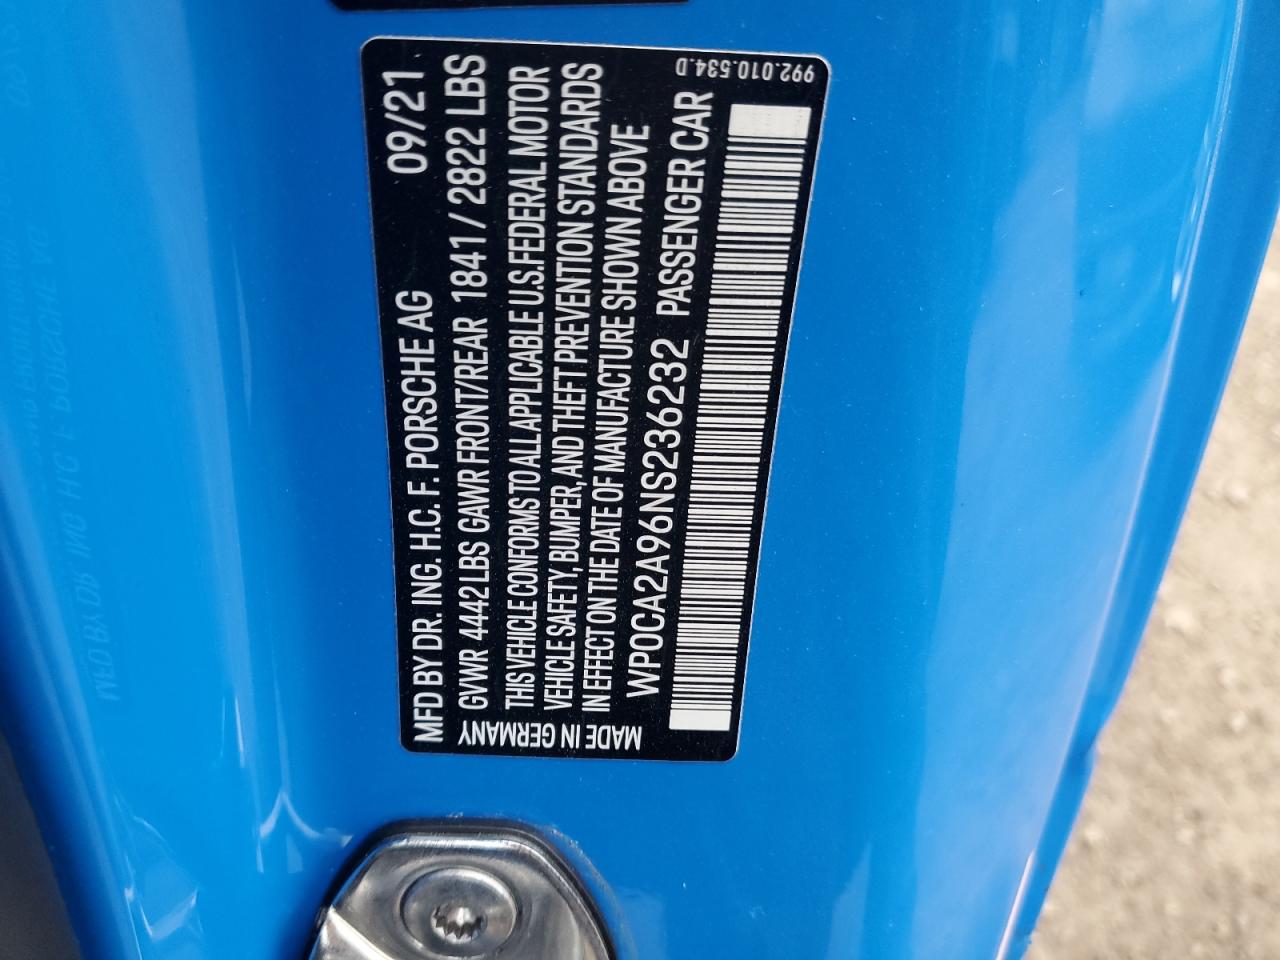 MFD BY DR. ING. H.C. F. PORSCHE AG 09/21
GVWR 4442 LBS GAWR FRONT/REAR 1841 / 2822 LBS
THIS VEHICLE CONFORMS TO ALL APPLICABLE U.S.FEDERAL MOTOR
VEHICLE SAFETY, BUMPER, AND THEFT PREVENTION STANDARDS
IN EFFECT ON THE DATE OF MANUFACTURE SHOWN ABOVE
WP0CA2A96NS236232 PASSENGER CAR
MADE IN GERMANY
992.010.534.D